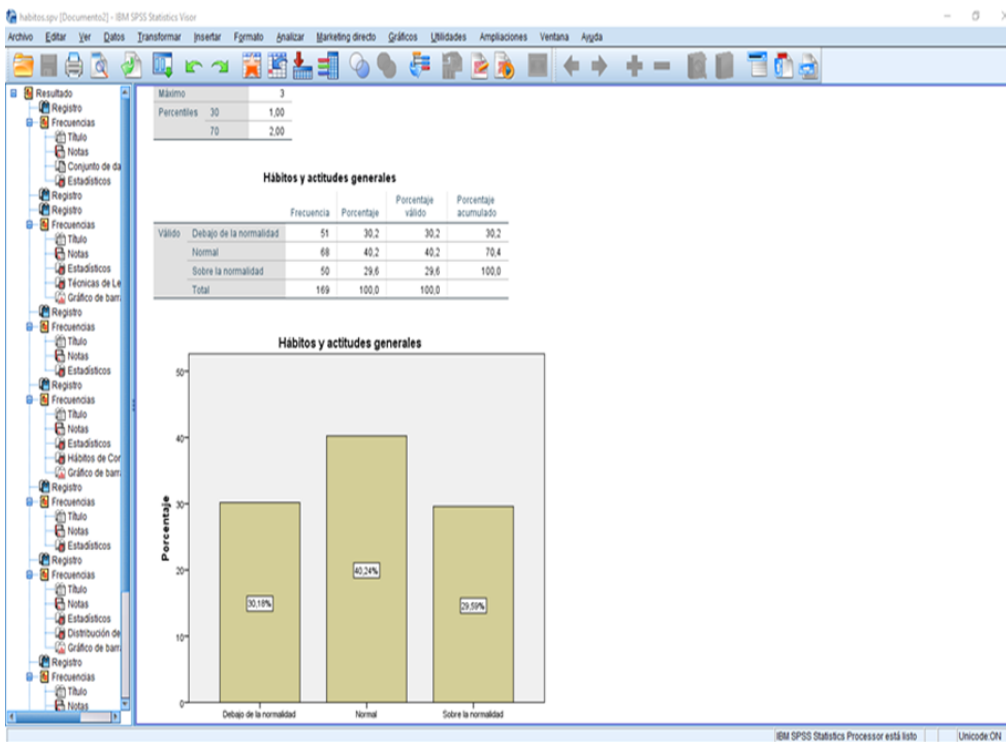 habitos.spv [Documento2] - IBM SPSS Statistics Visor
Archivo Editar Ver Datos Transformar Insertar Formato Analizar Marketing directo Gráficos Utilidades Ampliaciones Ventana Ayuda
Resultado
Registro
Frecuencias
Título
Notas
Conjunto de da
Estadísticos
Registro
Registro
Frecuencias
Título
Notas
Estadísticos
Técnicas de Le
Gráfico de barr
Registro
Frecuencias
Título
Notas
Estadísticos
Registro
Frecuencias
Título
Notas
Estadísticos
Hábitos de Con
Gráfico de barr
Registro
Frecuencias
Título
Notas
Estadísticos
Registro
Frecuencias
Título
Notas
Estadísticos
Distribución de
Gráfico de barr
Registro
Frecuencias
Título
Notas
Máximo 3
Percentiles 30 1,00
70 2,00
Hábitos y actitudes generales
Frecuencia Porcentaje Porcentaje válido Porcentaje acumulado
Válido Debajo de la normalidad 51 30,2 30,2 30,2
Normal 68 40,2 40,2 70,4
Sobre la normalidad 50 29,6 29,6 100,0
Total 169 100,0 100,0
Hábitos y actitudes generales
Porcentaje
50
40
30
20
10
0
30,18%
40,24%
29,59%
Debajo de la normalidad Normal Sobre la normalidad
IBM SPSS Statistics Processor está listo Unicode:ON